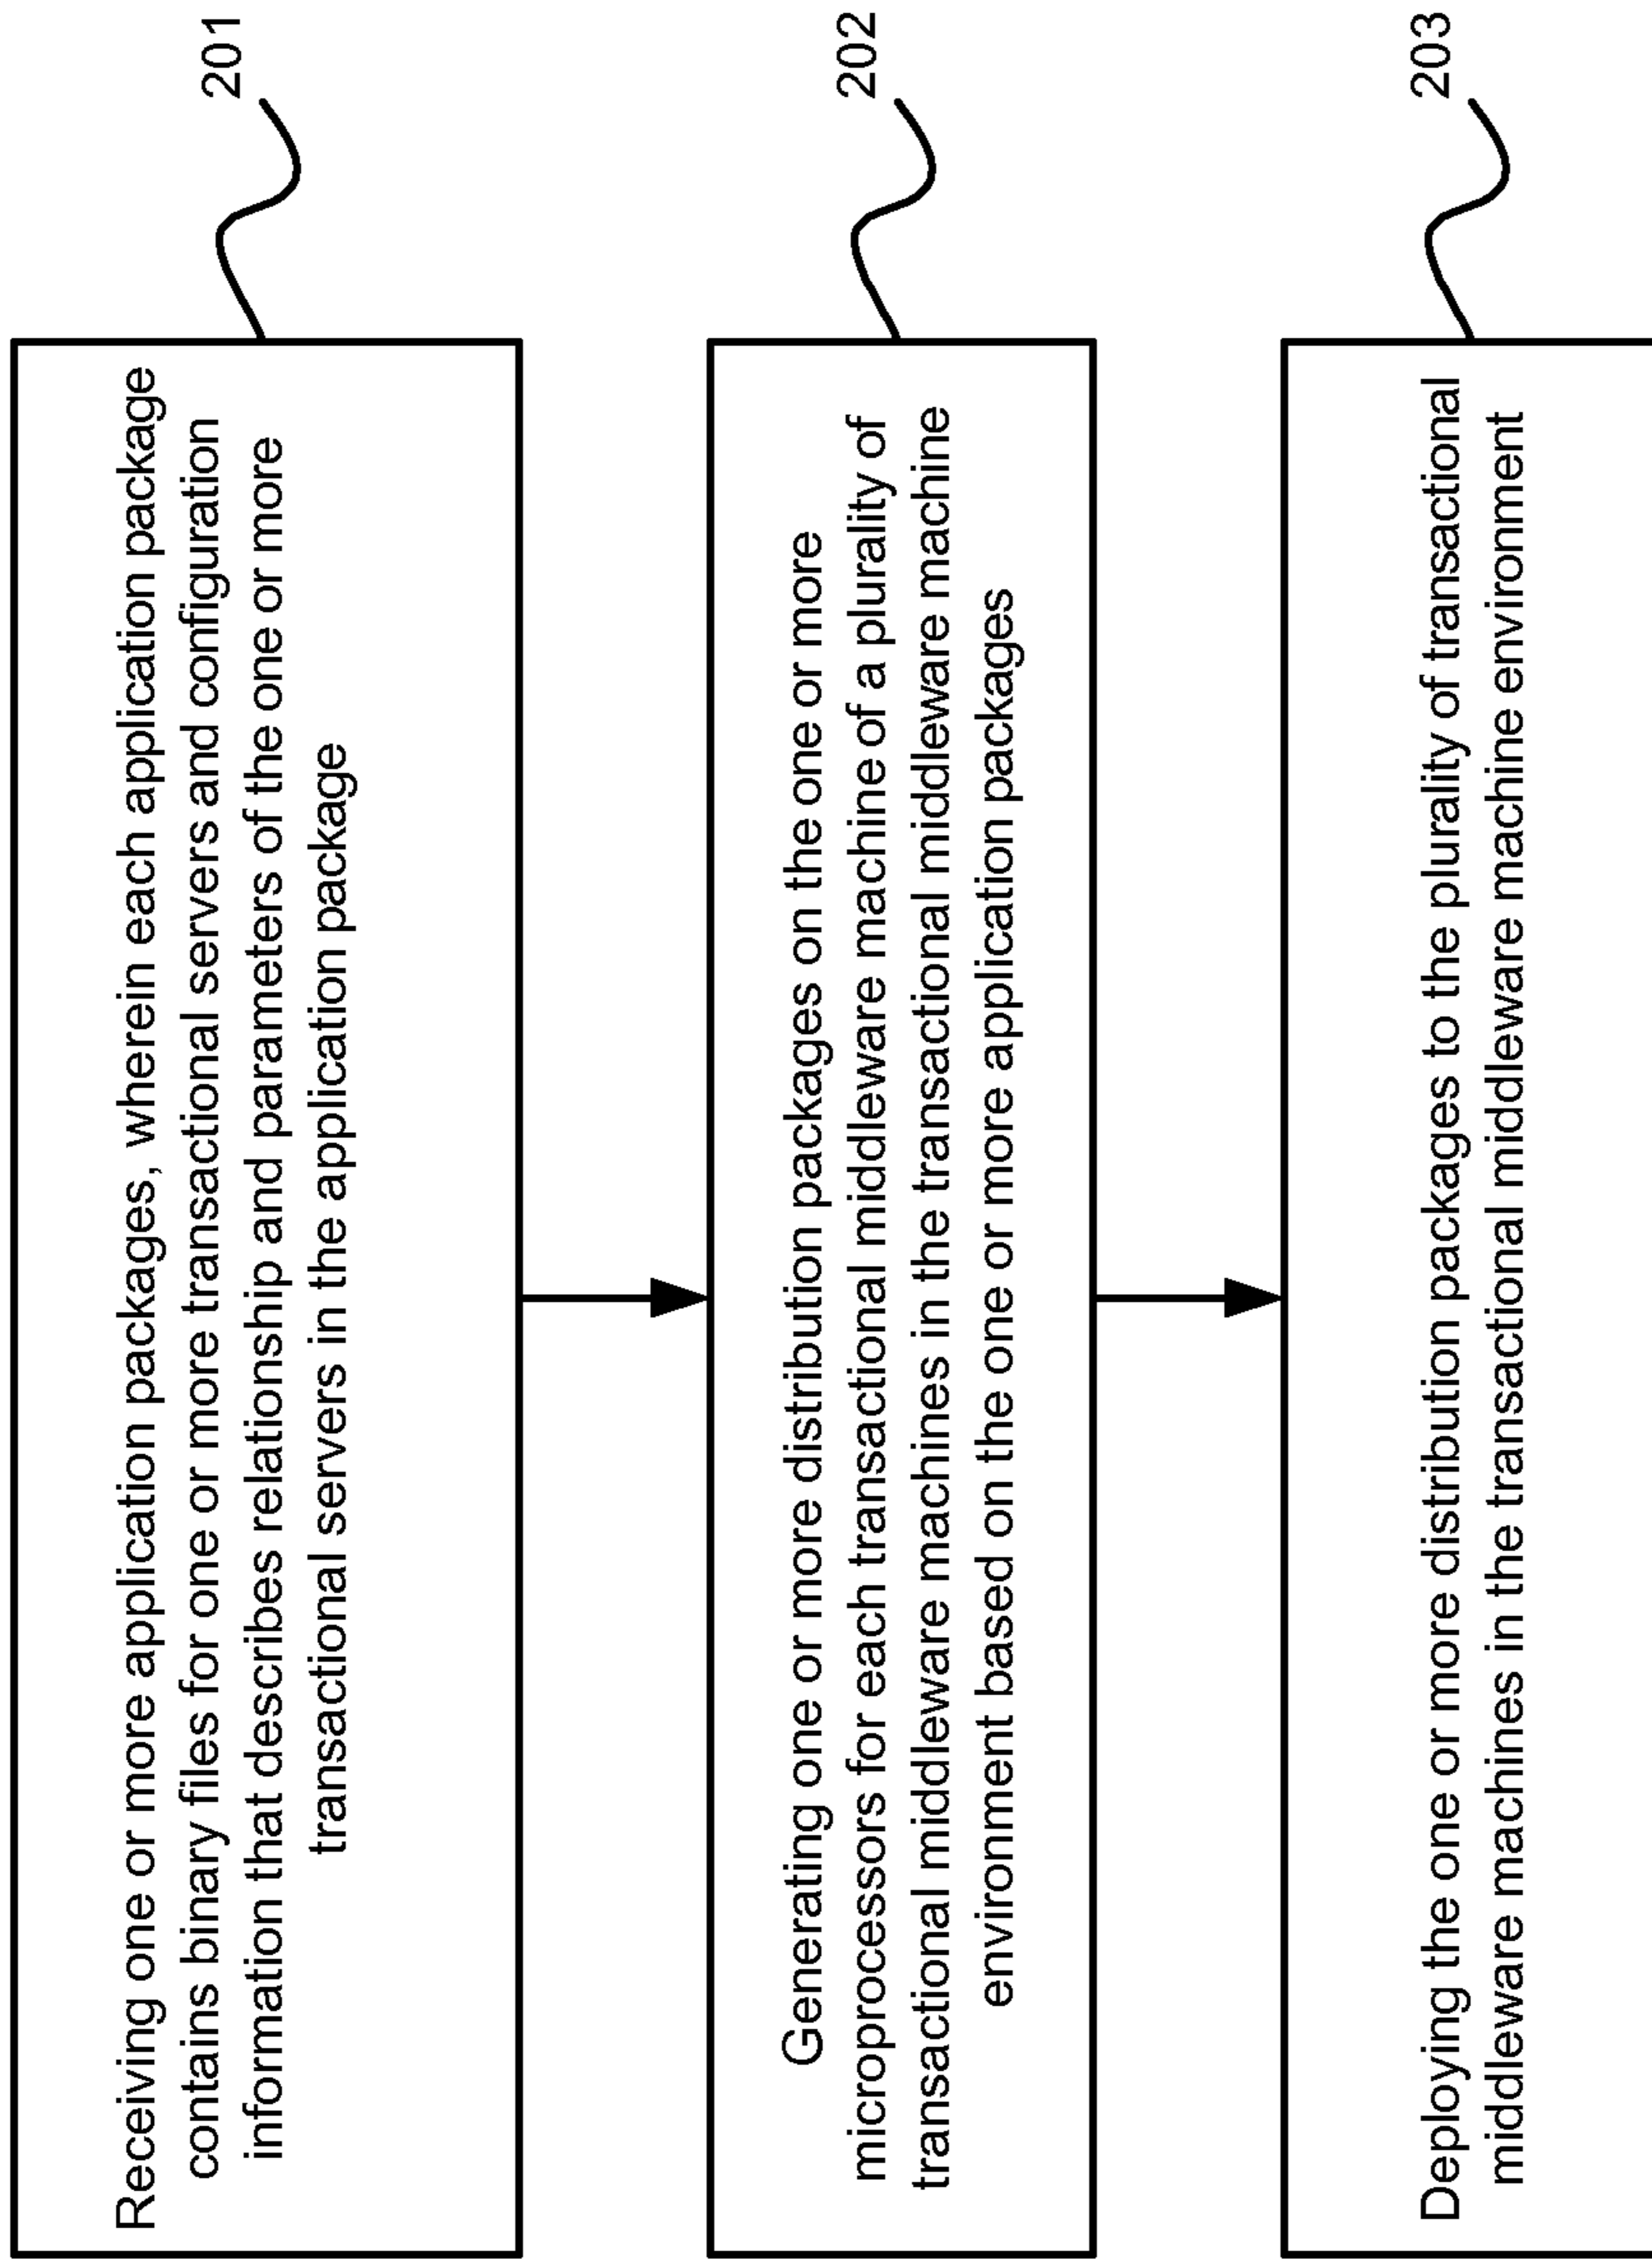 Receiving one or more application packages, wherein each application package
contains binary files for one or more transactional servers and configuration
information that describes relationship and parameters of the one or more
transactional servers in the application package
201
Generating one or more distribution packages on the one or more
microprocessors for each transactional middleware machine of a plurality of
transactional middleware machines in the transactional middleware machine
environment based on the one or more application packages
202
Deploying the one or more distribution packages to the plurality of transactional
middleware machines in the transactional middleware machine environment
203